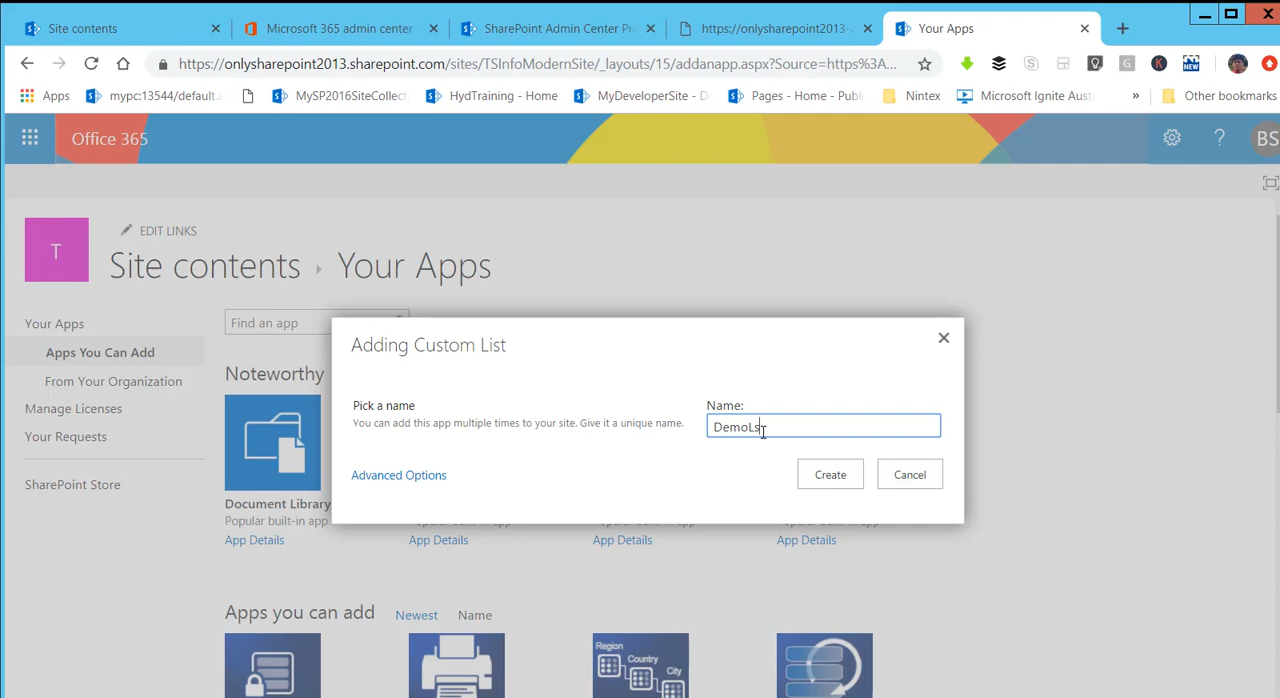 Site contents
Microsoft 365 admin center
SharePoint Admin Center Pr
https://onlysharepoint2013-
Your Apps
https://onlysharepoint2013.sharepoint.com/sites/TSInfoModernSite/_layouts/15/addanapp.aspx?Source=https%3A...
Apps
mypc:13544/default.
MySP2016SiteCollect
HydTraining - Home
MyDeveloperSite - D
Pages - Home - Publ
Nintex
Microsoft Ignite Aust
»
Other bookmarks
Office 365
?
BS
T
EDIT LINKS
Site contents ▸ Your Apps
Your Apps
Apps You Can Add
From Your Organization
Manage Licenses
Your Requests
SharePoint Store
Find an app
Noteworthy
Adding Custom List
Pick a name
You can add this app multiple times to your site. Give it a unique name.
Name:
DemoLs
Advanced Options
Create
Cancel
Document Library
Popular built-in app
App Details
App Details
App Details
App Details
Apps you can add
Newest
Name
Region
Country
City